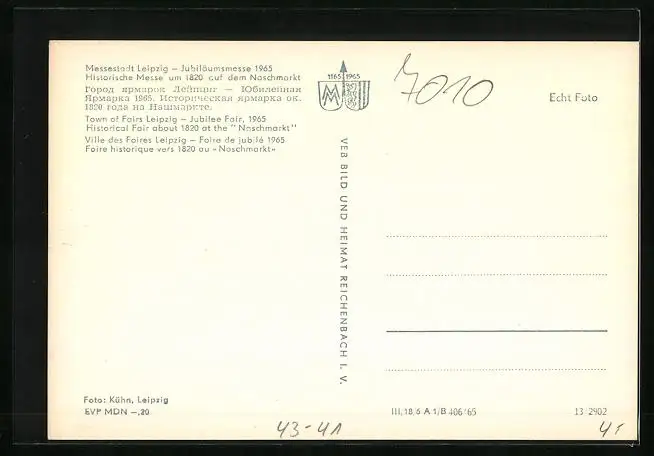 Messestadt Leipzig – Jubiläumsmesse 1965
Historische Messe um 1820 auf dem Naschmarkt
Город ярмарок Лейпциг — Юбилейная
Ярмарка 1965. Историческая ярмарка ок.
1820 года на Нашмаркте.
Town of Fairs Leipzig – Jubilee Fair, 1965
Historical Fair about 1820 at the "Naschmarkt"
Ville des Foires Leipzig – Foire de jubilé 1965
Foire historique vers 1820 au «Naschmarkt»
1165 1965
MM
7010
Echt Foto
VEB BILD UND HEIMAT REICHENBACH I. V.
Foto: Kühn, Leipzig
EVP MDN –,20
III,18,6 A 1/B 406/65
13 2902
43-41